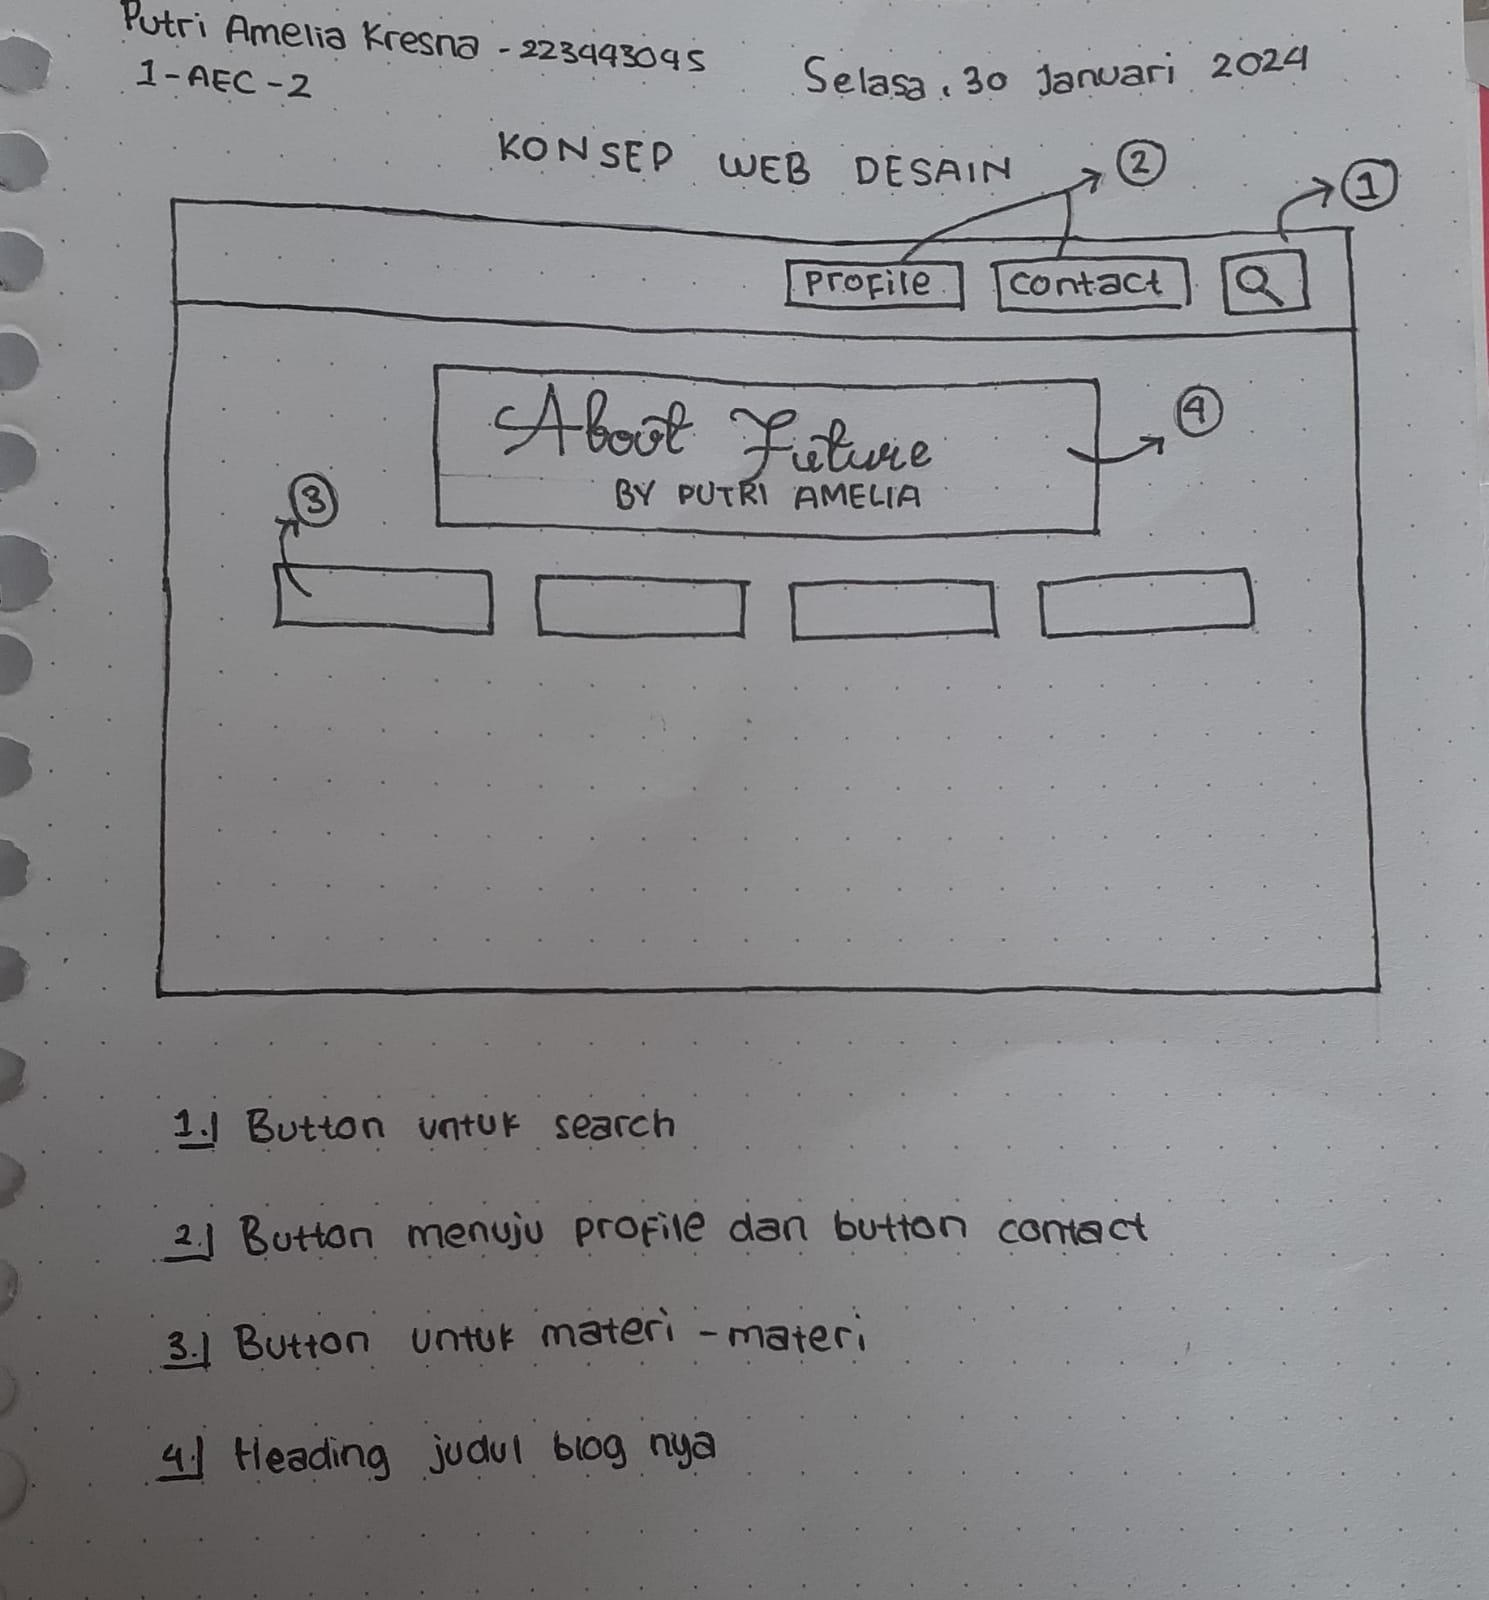 Putri Amelia Kresna - 223443045
1-AEC-2
Selasa, 30 Januari 2024
KONSEP WEB DESAIN
2
1
Profile
Contact
About Future
BY PUTRI AMELIA
4
3
1.) Button untuk search
2.) Button menuju profile dan button contact
3.) Button untuk materi - materi
4.) Heading judul blog nya